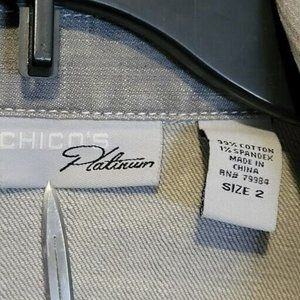 CHICO'S
Platinum
99% COTTON
1% SPANDEX
MADE IN
CHINA
RN# 79984
SIZE 2